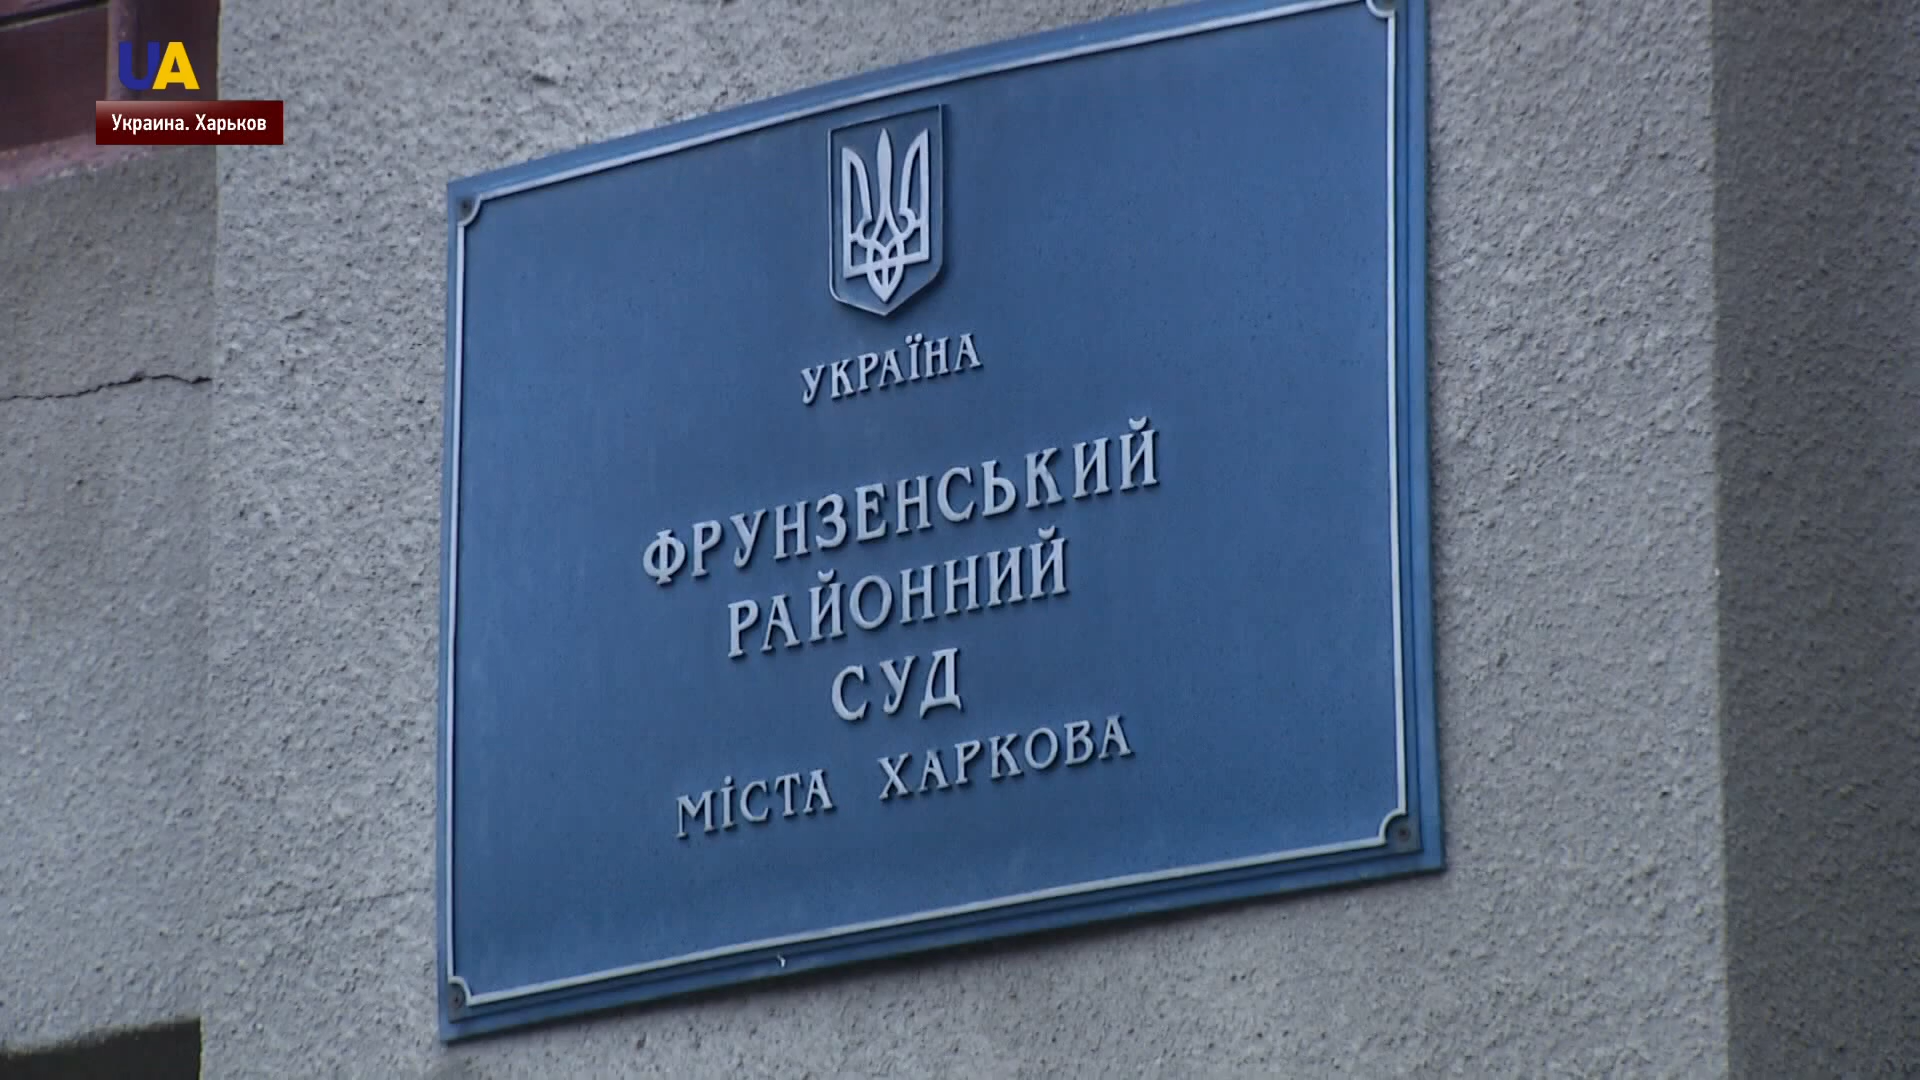 UA
Украина. Харьков
УКРАЇНА
ФРУНЗЕНСЬКИЙ
РАЙОННИЙ
СУД
МІСТА ХАРКОВА